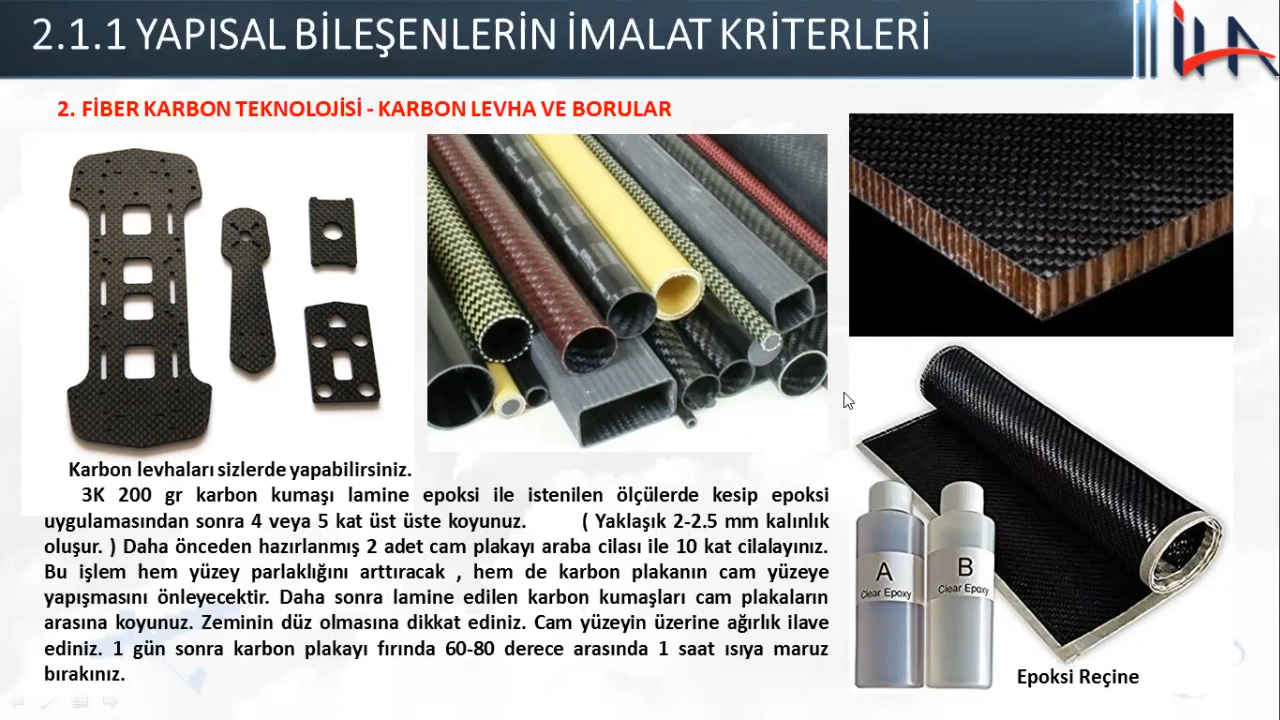 2.1.1 YAPISAL BİLEŞENLERİN İMALAT KRİTERLERİ
İHA
2. FİBER KARBON TEKNOLOJİSİ - KARBON LEVHA VE BORULAR
Karbon levhaları sizlerde yapabilirsiniz.
3K 200 gr karbon kumaşı lamine epoksi ile istenilen ölçülerde kesip epoksi
uygulamasından sonra 4 veya 5 kat üst üste koyunuz. ( Yaklaşık 2-2.5 mm kalınlık
oluşur. ) Daha önceden hazırlanmış 2 adet cam plakayı araba cilası ile 10 kat cilalayınız.
Bu işlem hem yüzey parlaklığını arttıracak , hem de karbon plakanın cam yüzeye
yapışmasını önleyecektir. Daha sonra lamine edilen karbon kumaşları cam plakaların
arasına koyunuz. Zeminin düz olmasına dikkat ediniz. Cam yüzeyin üzerine ağırlık ilave
ediniz. 1 gün sonra karbon plakayı fırında 60-80 derece arasında 1 saat ısıya maruz
bırakınız.
A
Clear Epoxy
B
Clear Epoxy
Epoksi Reçine